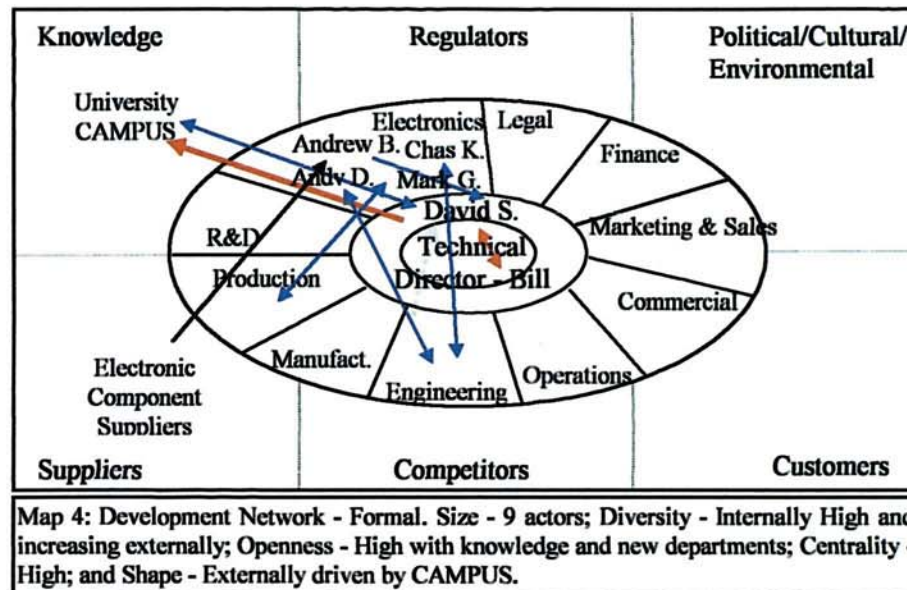 Knowledge
Regulators
Political/Cultural/
Environmental
University
CAMPUS
Electronics
Legal
Andrew B.
Chas K.
Finance
Andy D.
Mark G.
David S.
Marketing & Sales
R&D
Technical
Director - Bill
Production
Commercial
Manufact.
Electronic
Component
Suppliers
Engineering
Operations
Suppliers
Competitors
Customers
Map 4: Development Network - Formal. Size - 9 actors; Diversity - Internally High and
increasing externally; Openness - High with knowledge and new departments; Centrality -
High; and Shape - Externally driven by CAMPUS.